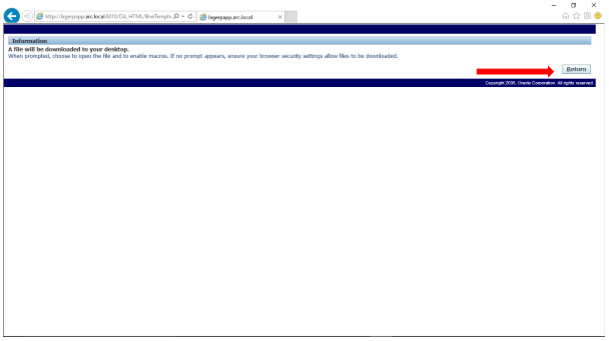 http://lagerpapp.arc.local:8010/OA_HTML/BneTempla
lagerpapp.arc.local
Information
A file will be downloaded to your desktop.
When prompted, choose to open the file and to enable macros. If no prompt appears, ensure your browser security settings allow files to be downloaded.
Return
Copyright 2005, Oracle Corporation. All rights reserved.